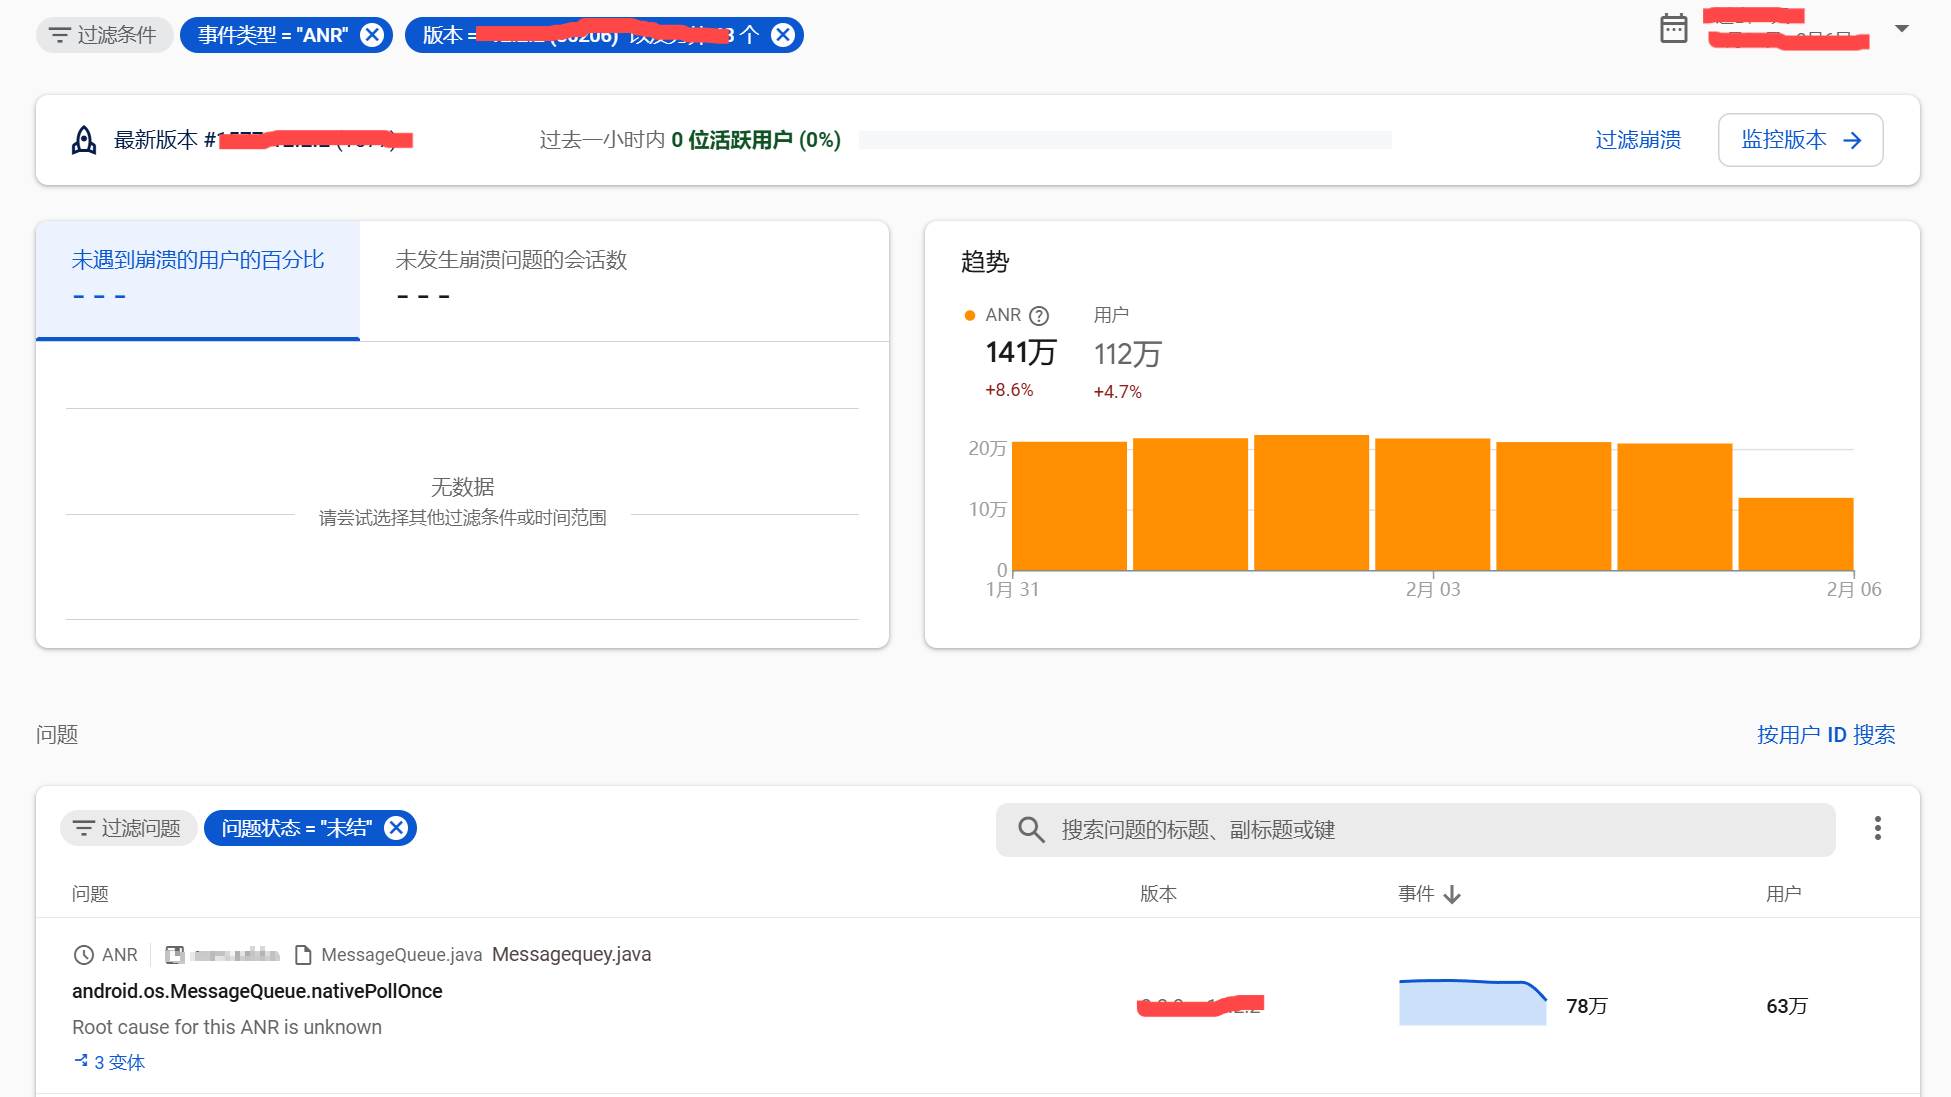 过滤条件
事件类型 = "ANR"
版本 = 个
最新版本 #
过去一小时内 0 位活跃用户 (0%)
过滤崩溃
监控版本
未遇到崩溃的用户的百分比
---
未发生崩溃问题的会话数
---
无数据
请尝试选择其他过滤条件或时间范围
趋势
ANR
用户
141万
112万
+8.6%
+4.7%
20万
10万
0
1月 31
2月 03
2月 06
问题
按用户 ID 搜索
过滤问题
问题状态 = "未结"
搜索问题的标题、副标题或键
问题
版本
事件
用户
ANR
MessageQueue.java Messagequey.java
android.os.MessageQueue.nativePollOnce
Root cause for this ANR is unknown
3 变体
78万
63万